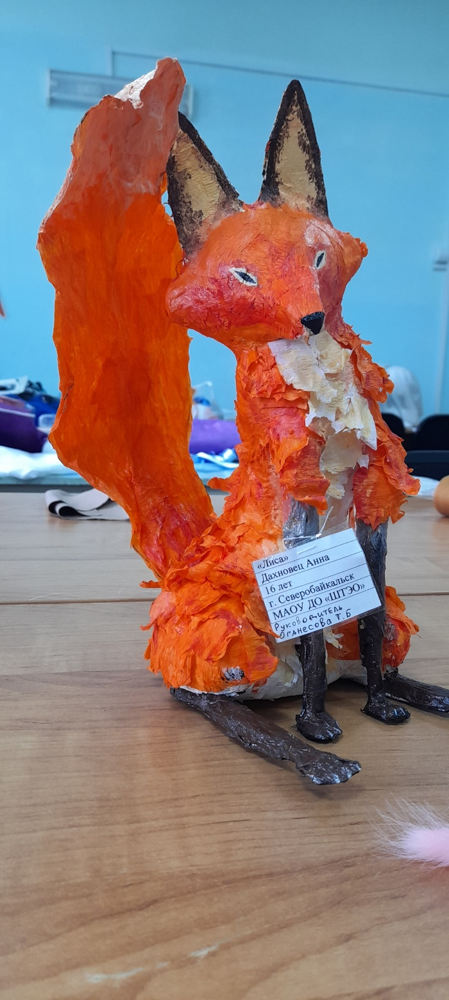 «Лиса»
Дахновец Анна
16 лет
г. Северобайкальск
МАОУ ДО «ШТЭО»
Руководитель
Оганесова Т.Б